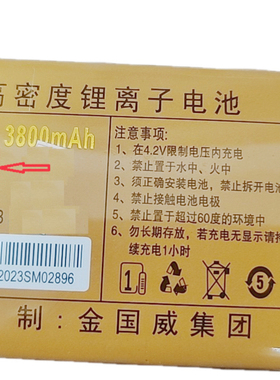 高密度锂离子电池
3800mAh
注意事项：
1、在4.2V限制电压内充电
2、禁止置于水中、火中
3、须正确安装电池，禁止拆开电池
4、禁止接触电池电极
5、禁止置于超过60度的环境中
6、勿长期存放，若充电无显示请持
续充电1小时
3
2023SM02896
1
5
制：金国威集团